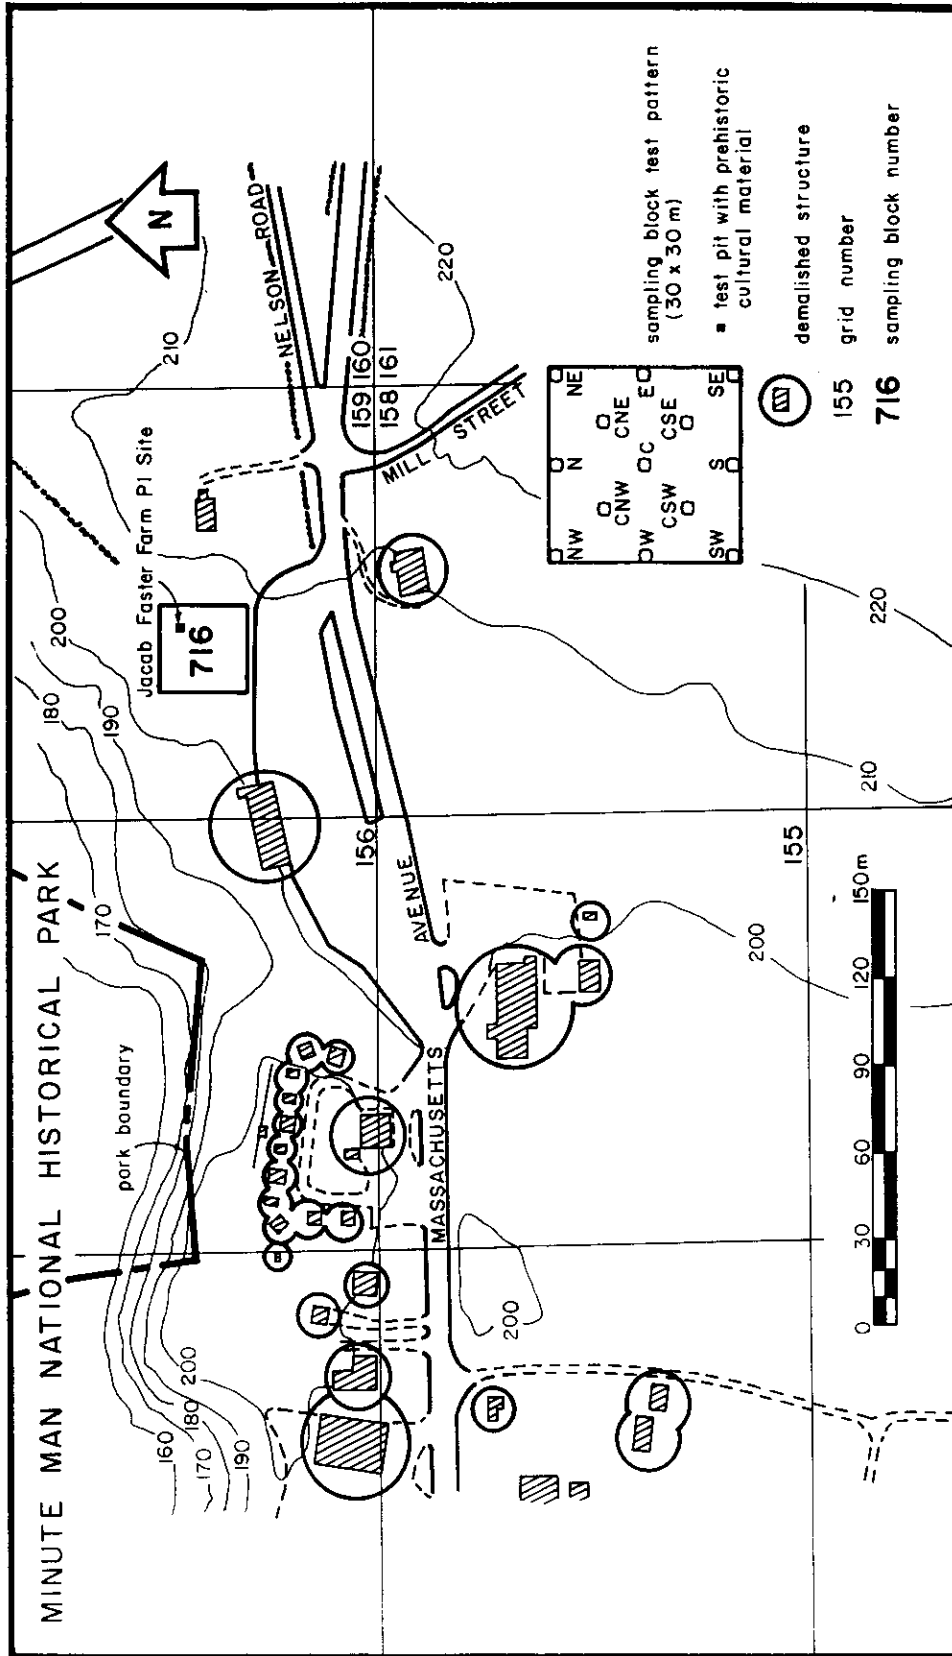 MINUTE MAN NATIONAL HISTORICAL PARK
park boundary
160
170
180
190
200
170
180
190
200
210
Jacab Faster Farm PI Site
716
N
NELSON ROAD
159
160
158
161
220
MILL STREET
156
AVENUE
MASSACHUSETTS
200
200
210
220
155
0
30
60
90
120
150m
NW
N
NE
CNW
CNE
W
C
E
CSW
CSE
SW
S
SE
sampling block test pattern
(30 x 30 m)
test pit with prehistoric
cultural material
demalished structure
155
grid number
716
sampling block number